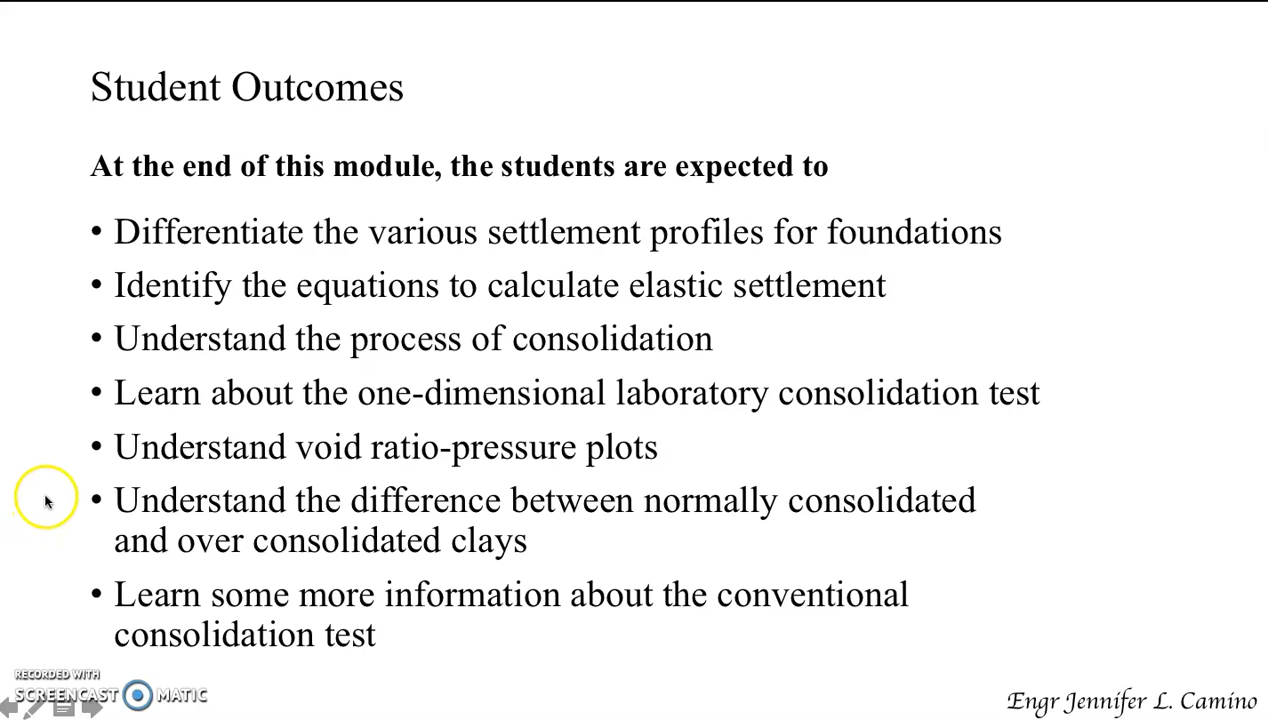 Student Outcomes
At the end of this module, the students are expected to
• Differentiate the various settlement profiles for foundations
• Identify the equations to calculate elastic settlement
• Understand the process of consolidation
• Learn about the one-dimensional laboratory consolidation test
• Understand void ratio-pressure plots
• Understand the difference between normally consolidated
and over consolidated clays
• Learn some more information about the conventional
consolidation test
RECORDED WITH
SCREENCAST MATIC
Engr Jennifer L. Camino